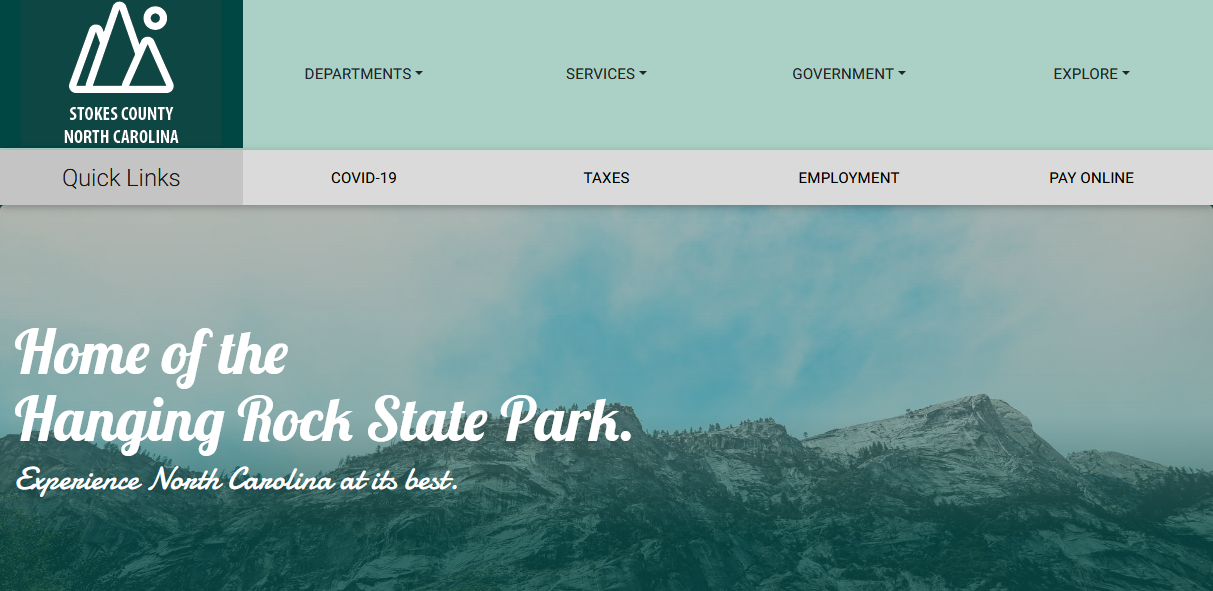 STOKES COUNTY
NORTH CAROLINA
DEPARTMENTS
SERVICES
GOVERNMENT
EXPLORE
Quick Links
COVID-19
TAXES
EMPLOYMENT
PAY ONLINE
Home of the
Hanging Rock State Park.
Experience North Carolina at its best.